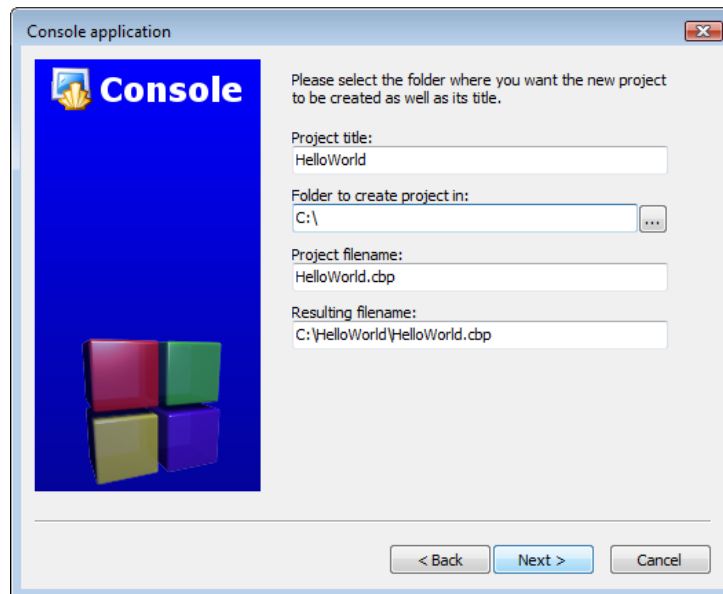 Console application
Console
Please select the folder where you want the new project
to be created as well as its title.
Project title:
HelloWorld
Folder to create project in:
C:\
...
Project filename:
HelloWorld.cbp
Resulting filename:
C:\HelloWorld\HelloWorld.cbp
< Back
Next >
Cancel